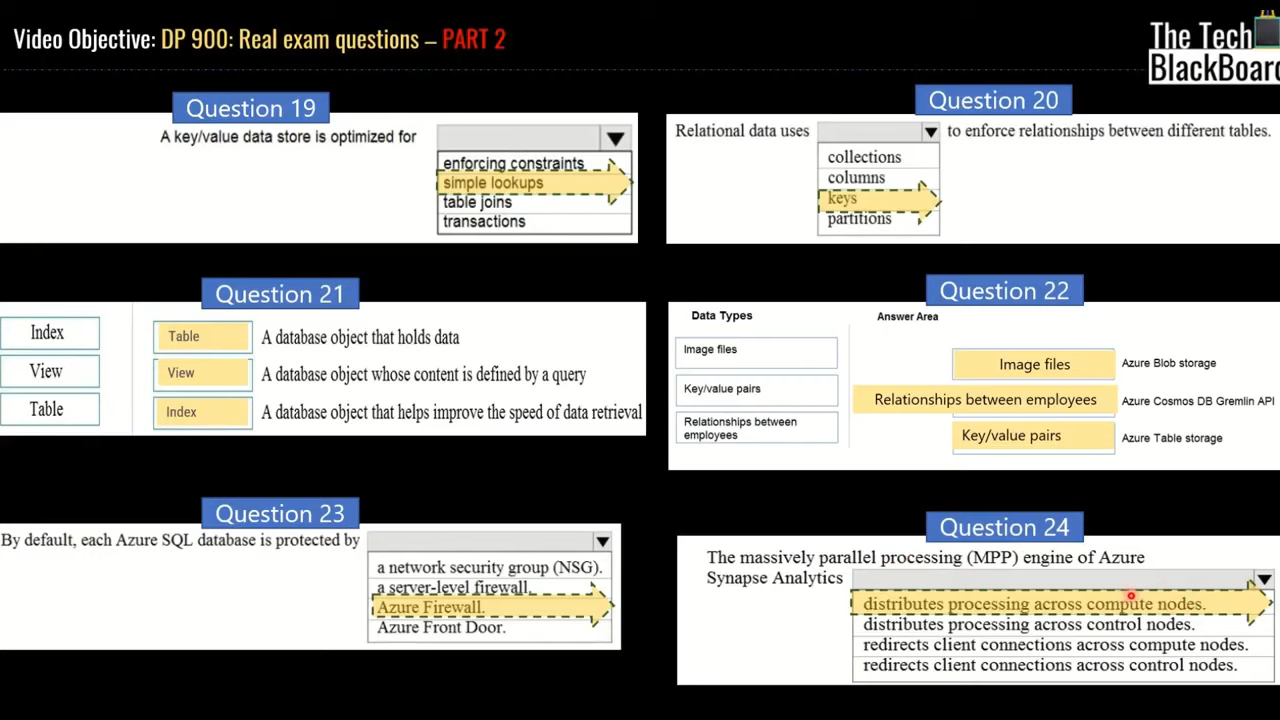 Video Objective: DP 900: Real exam questions – PART 2
The Tech
BlackBoar
Question 19
A key/value data store is optimized for
enforcing constraints
simple lookups
table joins
transactions
Question 20
Relational data uses
to enforce relationships between different tables.
collections
columns
keys
partitions
Question 21
Index
View
Table
Table
A database object that holds data
View
A database object whose content is defined by a query
Index
A database object that helps improve the speed of data retrieval
Question 22
Data Types
Answer Area
Image files
Key/value pairs
Relationships between
employees
Image files
Azure Blob storage
Relationships between employees
Azure Cosmos DB Gremlin API
Key/value pairs
Azure Table storage
Question 23
By default, each Azure SQL database is protected by
a network security group (NSG).
a server-level firewall.
Azure Firewall.
Azure Front Door.
Question 24
The massively parallel processing (MPP) engine of Azure
Synapse Analytics
distributes processing across compute nodes.
distributes processing across control nodes.
redirects client connections across compute nodes.
redirects client connections across control nodes.